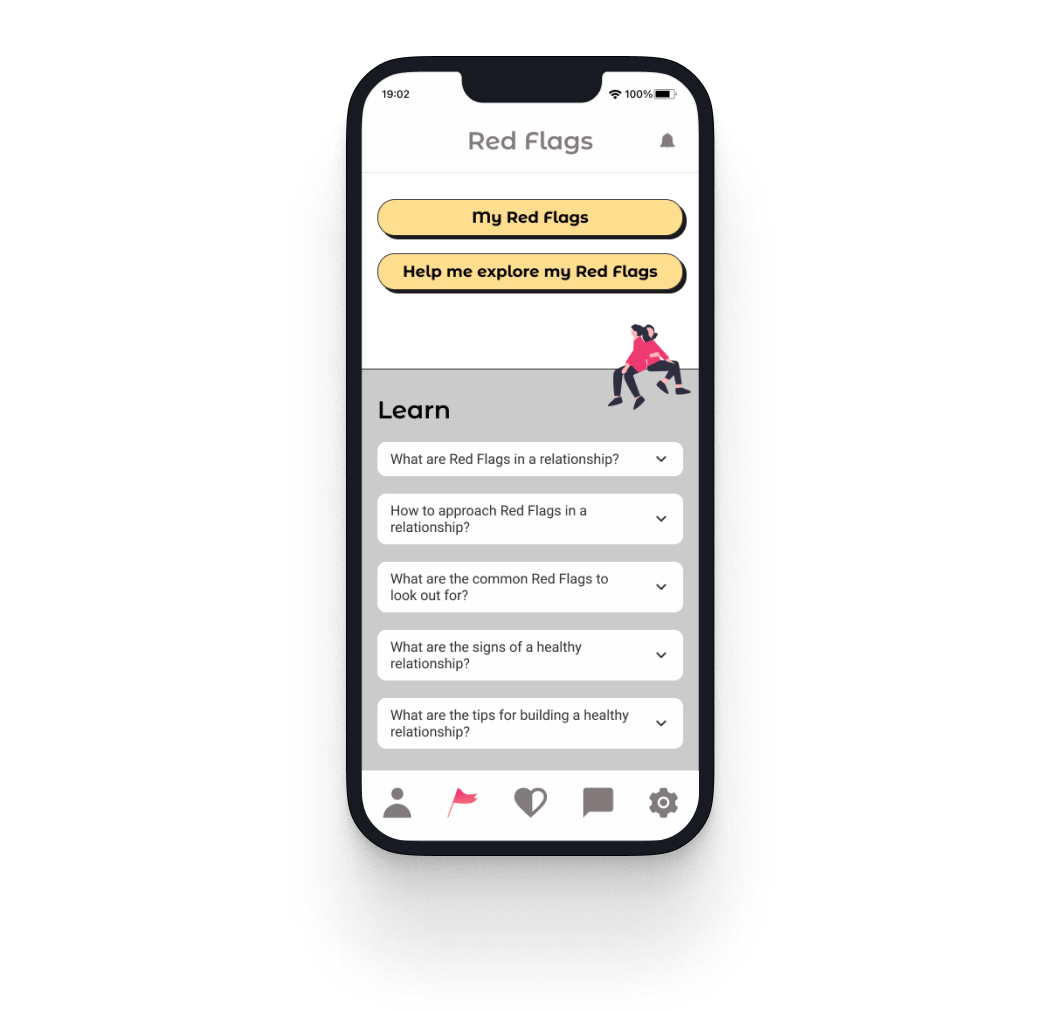 19:02
100%
Red Flags
My Red Flags
Help me explore my Red Flags
Learn
What are Red Flags in a relationship?
How to approach Red Flags in a
relationship?
What are the common Red Flags to
look out for?
What are the signs of a healthy
relationship?
What are the tips for building a healthy
relationship?